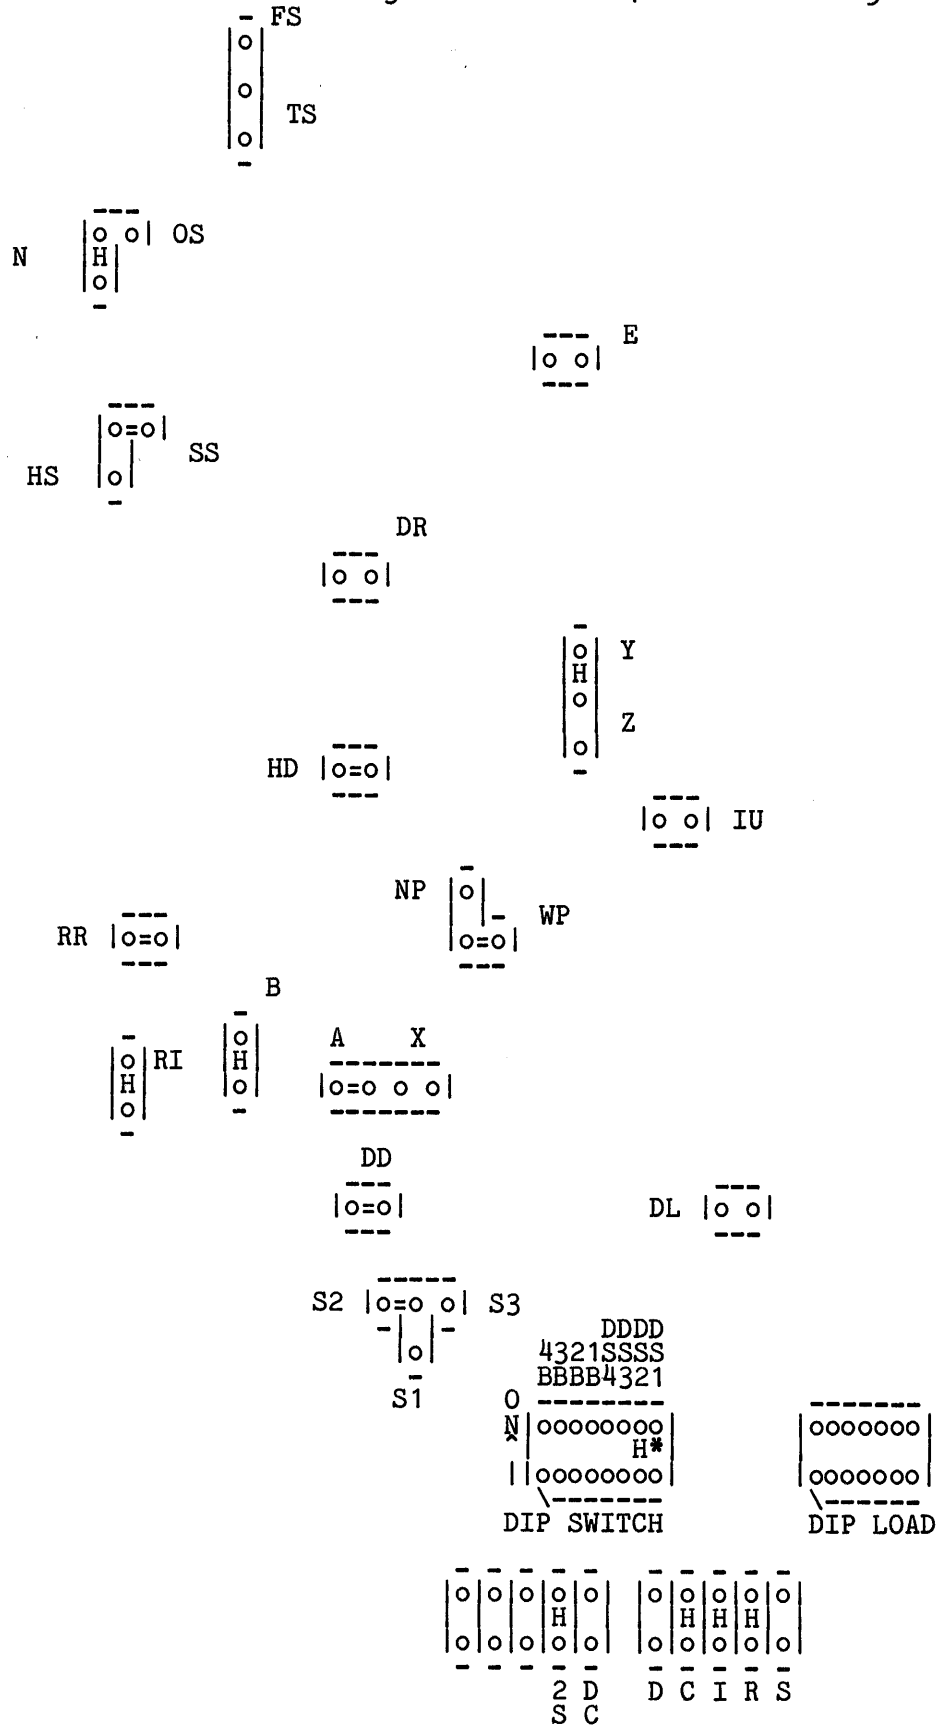 FS
TS
OS
N H
E
SS
HS
DR
Y
H
Z
HD
IU
NP
WP
RR
B
A X
RI H
H
DD
DL
S2 S3
DDDD
4321SSSS
BBBB4321
S1
O
N
H*
DIP SWITCH DIP LOAD
H H H H
2 D D C I R S
S C